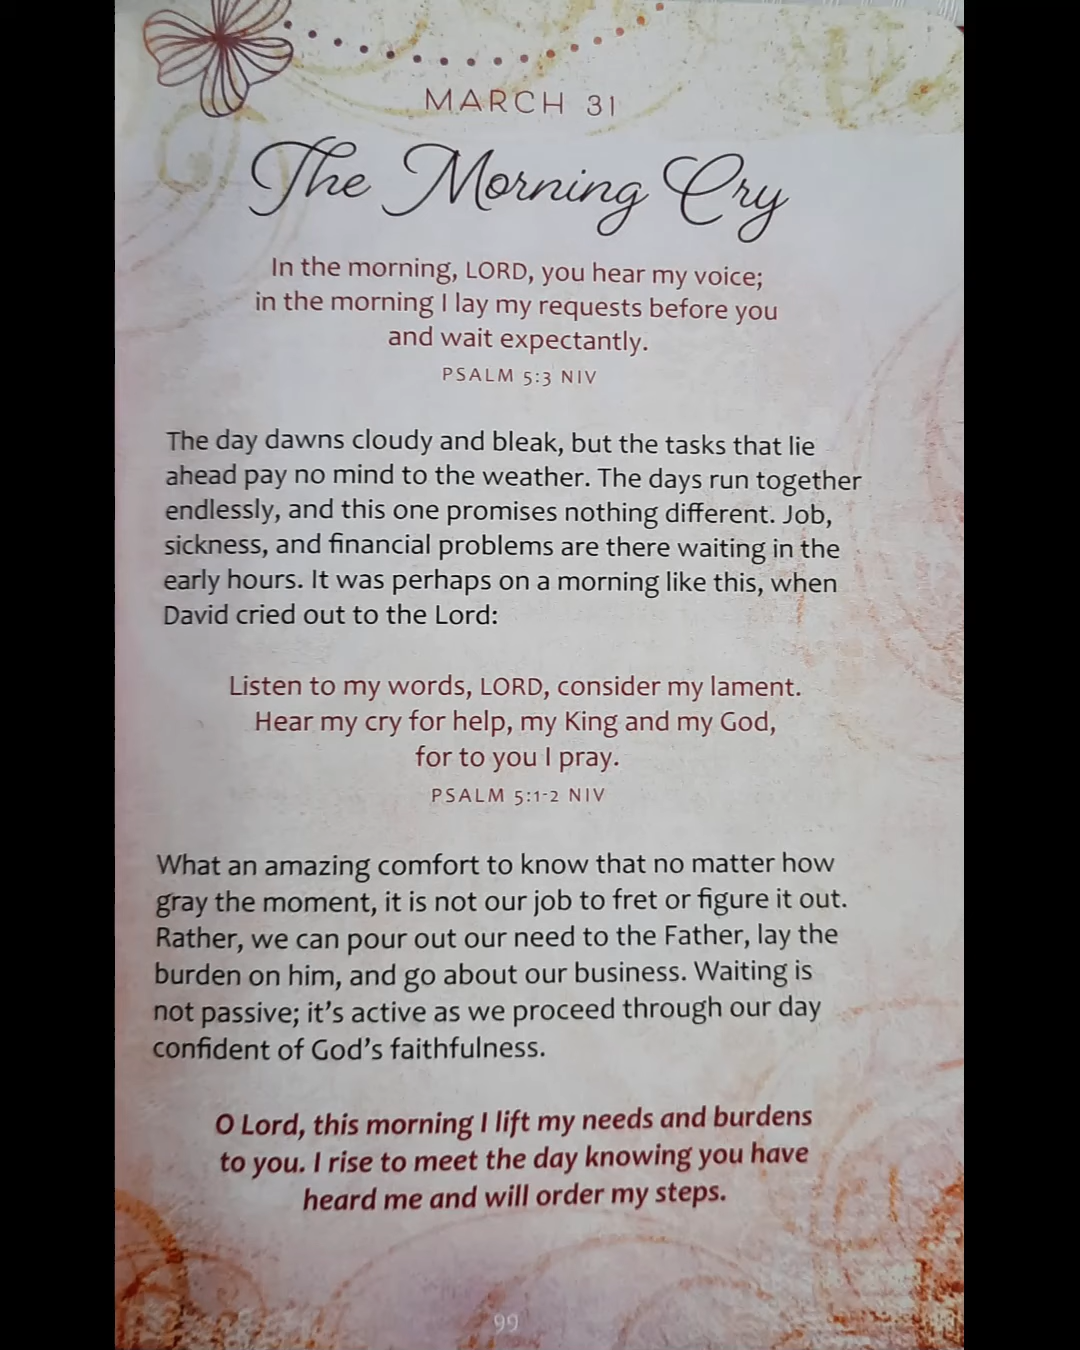 MARCH 31
The Morning Cry
In the morning, LORD, you hear my voice;
in the morning I lay my requests before you
and wait expectantly.
PSALM 5:3 NIV
The day dawns cloudy and bleak, but the tasks that lie
ahead pay no mind to the weather. The days run together
endlessly, and this one promises nothing different. Job,
sickness, and financial problems are there waiting in the
early hours. It was perhaps on a morning like this, when
David cried out to the Lord:
Listen to my words, LORD, consider my lament.
Hear my cry for help, my King and my God,
for to you I pray.
PSALM 5:1-2 NIV
What an amazing comfort to know that no matter how
gray the moment, it is not our job to fret or figure it out.
Rather, we can pour out our need to the Father, lay the
burden on him, and go about our business. Waiting is
not passive; it’s active as we proceed through our day
confident of God’s faithfulness.
O Lord, this morning I lift my needs and burdens
to you. I rise to meet the day knowing you have
heard me and will order my steps.
99